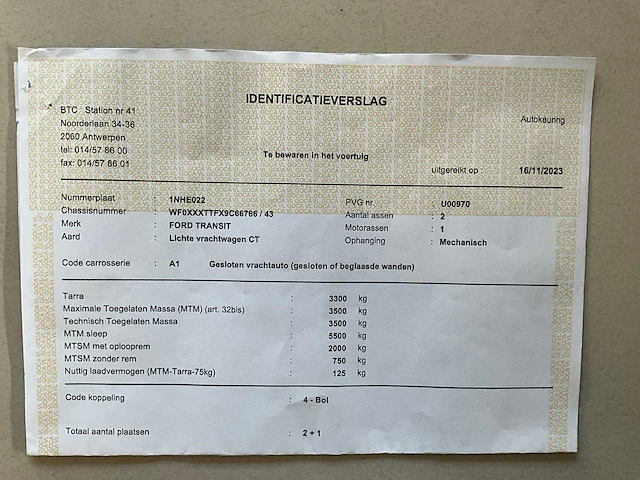 IDENTIFICATIEVERSLAG
BTC Station nr 41
Autokeuring
Noorderlaan 34-36
2060 Antwerpen
tel: 014/57 86 00
Te bewaren in het voertuig
fax: 014/57 86 01
uitgereikt op : 16/11/2023
Nummerplaat : 1NHE022 PVG nr. : U00970
Chassisnummer : WF0XXXTTFX9C66766 / 43 Aantal assen : 2
Merk : FORD TRANSIT Motorassen : 1
Aard : Lichte vrachtwagen CT Ophanging : Mechanisch
Code carrosserie : A1 Gesloten vrachtauto (gesloten of beglaasde wanden)
Tarra : 3300 kg
Maximale Toegelaten Massa (MTM) (art. 32bis) : 3500 kg
Technisch Toegelaten Massa : 3500 kg
MTM sleep : 5500 kg
MTSM met oplooprem : 2000 kg
MTSM zonder rem : 750 kg
Nuttig laadvermogen (MTM-Tarra-75kg) : 125 kg
Code koppeling : 4 - Bol
Totaal aantal plaatsen : 2 + 1